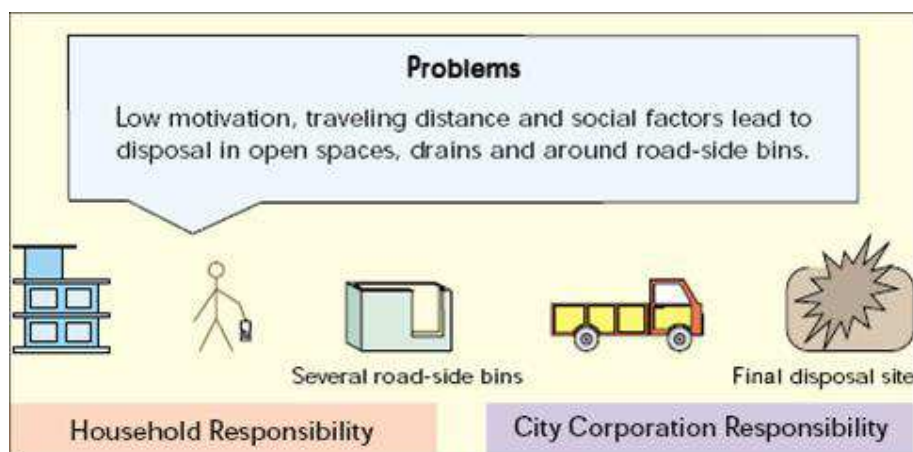 Problems
Low motivation, traveling distance and social factors lead to
disposal in open spaces, drains and around road-side bins.
Several road-side bins
Final disposal site
Household Responsibility
City Corporation Responsibility